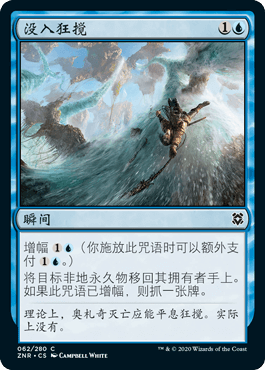 没入狂搅 1
瞬间
增幅 1 (你施放此咒语时可以额外支
付 1 。)
将目标非地永久物移回其拥有者手上。
如果此咒语已增幅,则抓一张牌。
理论上,奥札奇灭亡应能平息狂搅。实际
上没有。
062/280 C
ZNR • CS CAMPBELL WHITE
™ & © 2020 Wizards of the Coast